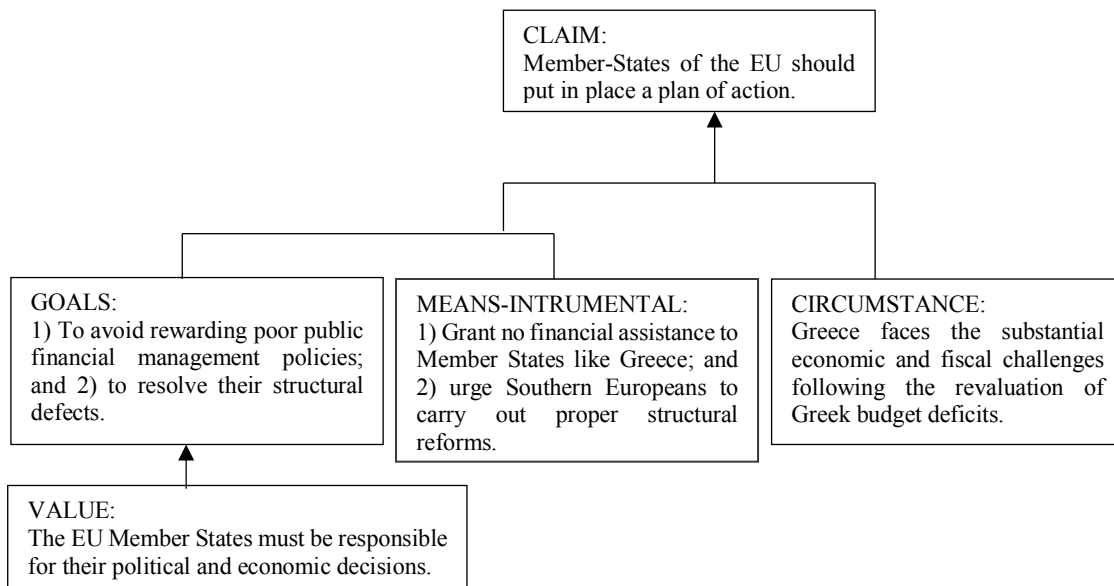 CLAIM:
Member-States of the EU should
put in place a plan of action.
GOALS:
1) To avoid rewarding poor public
financial management policies;
and 2) to resolve their structural
defects.
MEANS-INTRUMENTAL:
1) Grant no financial assistance to
Member States like Greece; and
2) urge Southern Europeans to
carry out proper structural
reforms.
CIRCUMSTANCE:
Greece faces the substantial
economic and fiscal challenges
following the revaluation of
Greek budget deficits.
VALUE:
The EU Member States must be responsible
for their political and economic decisions.